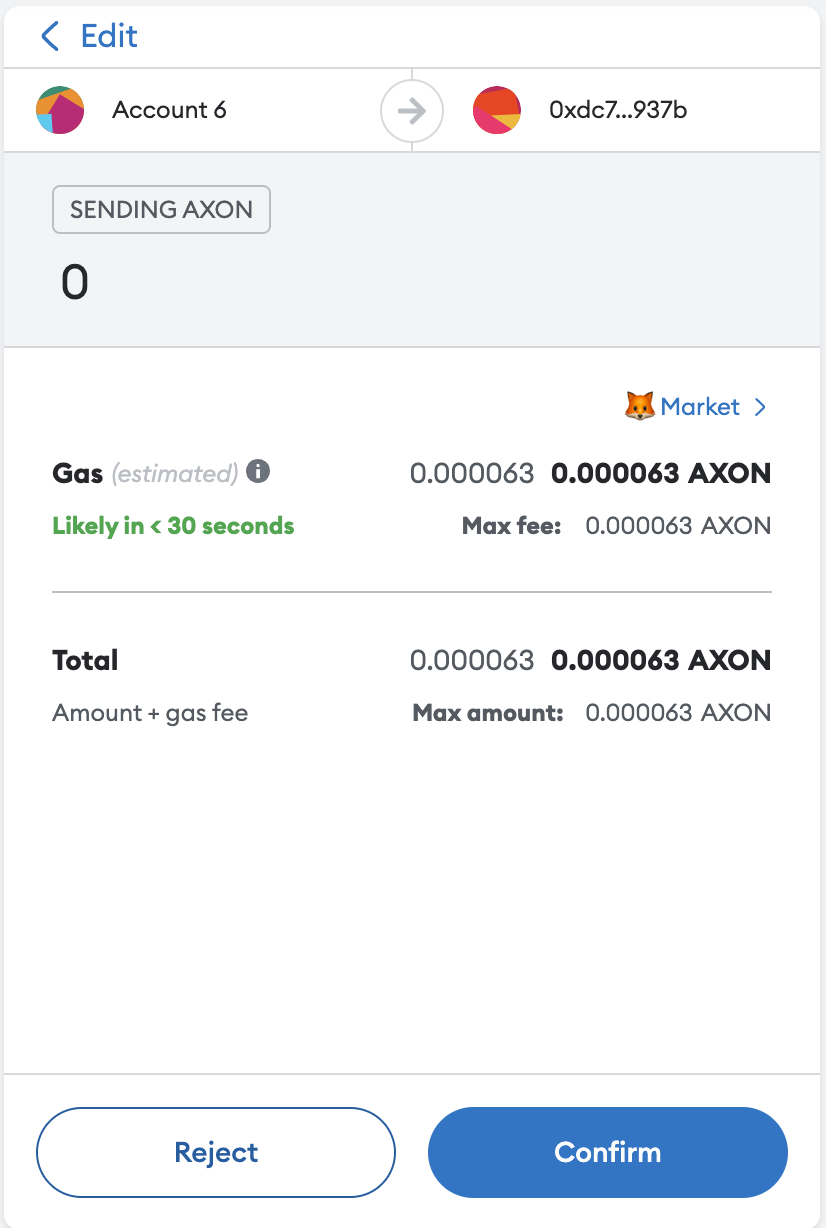 Edit
Account 6
0xdc7...937b
SENDING AXON
0
Market
Gas (estimated) 0.000063 0.000063 AXON
Likely in < 30 seconds Max fee: 0.000063 AXON
Total 0.000063 0.000063 AXON
Amount + gas fee Max amount: 0.000063 AXON
Reject
Confirm